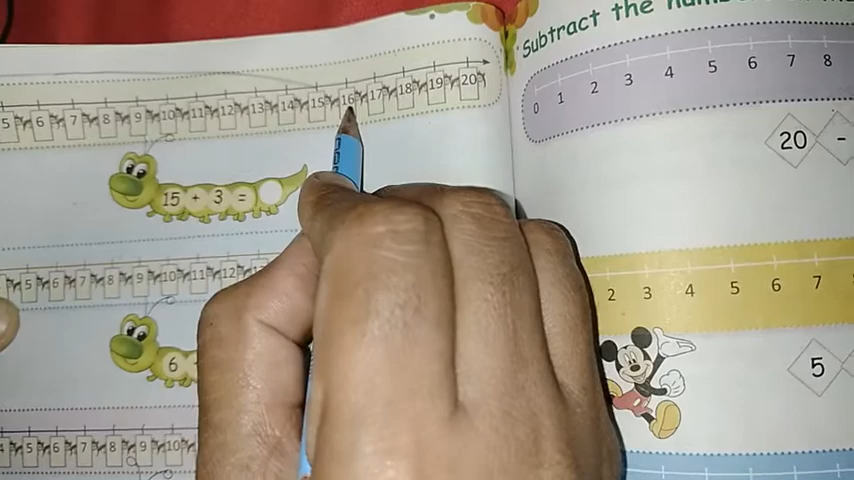 5 6 7 8 9 10 11 12 13 14 15 16 17 18 19 20
15 + 3 =
5 6 7 8 9 10 11 12
6
4 5 6 7 8 9 10
Subtract the
0 1 2 3 4 5 6 7 8
20 -
2 3 4 5 6 7
5